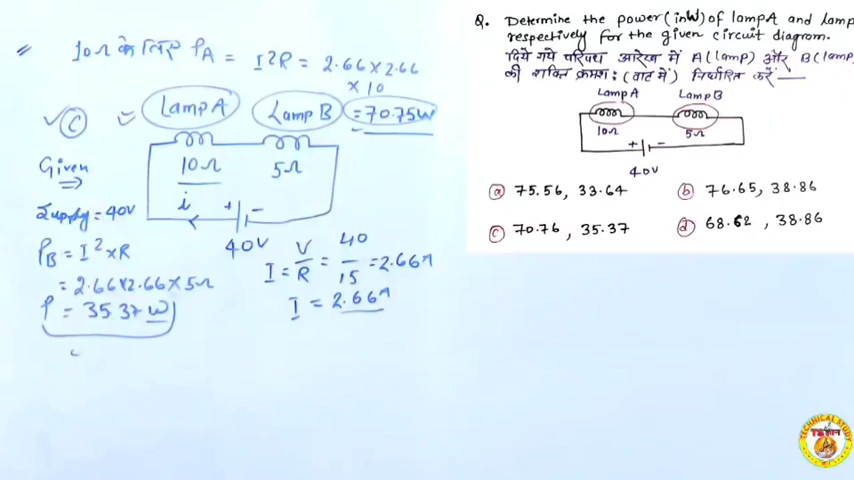 10Ω के लिए PA = I²R = 2.66×2.66
×10
= 70.75W
✓ C
Lamp A
Lamp B
10Ω
5Ω
i
+ -
40V
Given
Supply = 40V
PB = I² × R
= 2.66×2.66×5Ω
P = 35.37 W
I = V/R = 40/15 = 2.66A
I = 2.66A
Q. Determine the power (in W) of lamp A and lamp
respectively for the given circuit diagram.
दिये गये परिपथ आरेख में A (lamp) और B (lamp
की शक्ति क्रमश: (वाट में) निर्धारित करें
Lamp A
Lamp B
10Ω
5Ω
+ -
40V
(a) 75.56, 33.64
(b) 76.65, 38.86
(c) 70.76, 35.37
(d) 68.62, 38.86
TECHNICAL STUDY